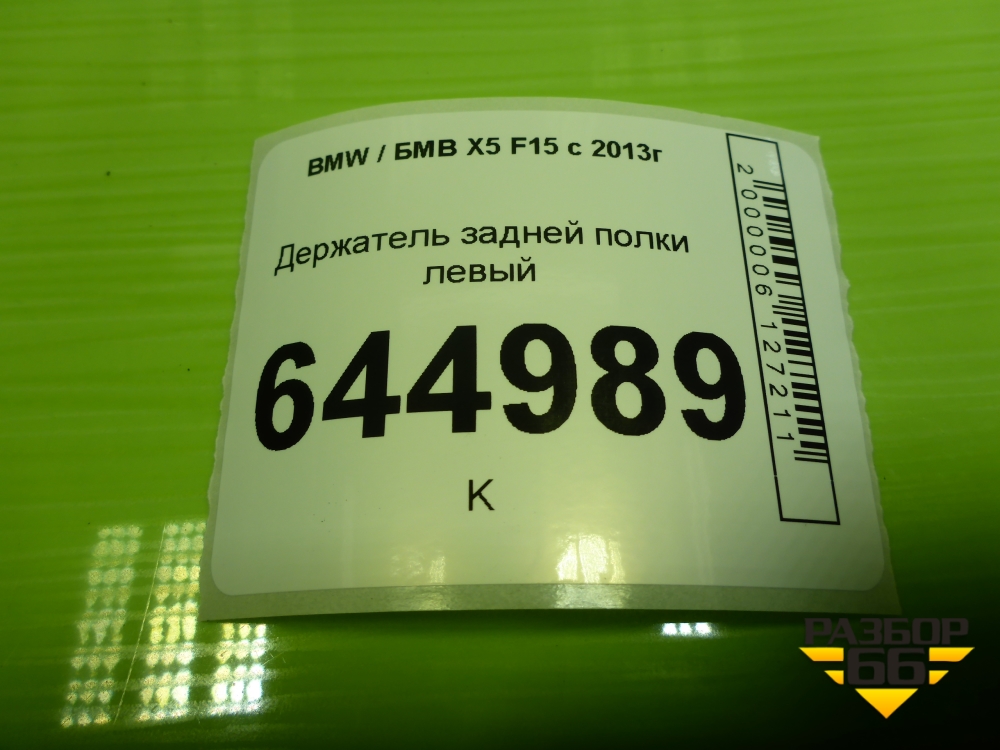 BMW / БМВ X5 F15 с 2013г
Держатель задней полки
левый
644989
К
2000006127211
РАЗБОР
66